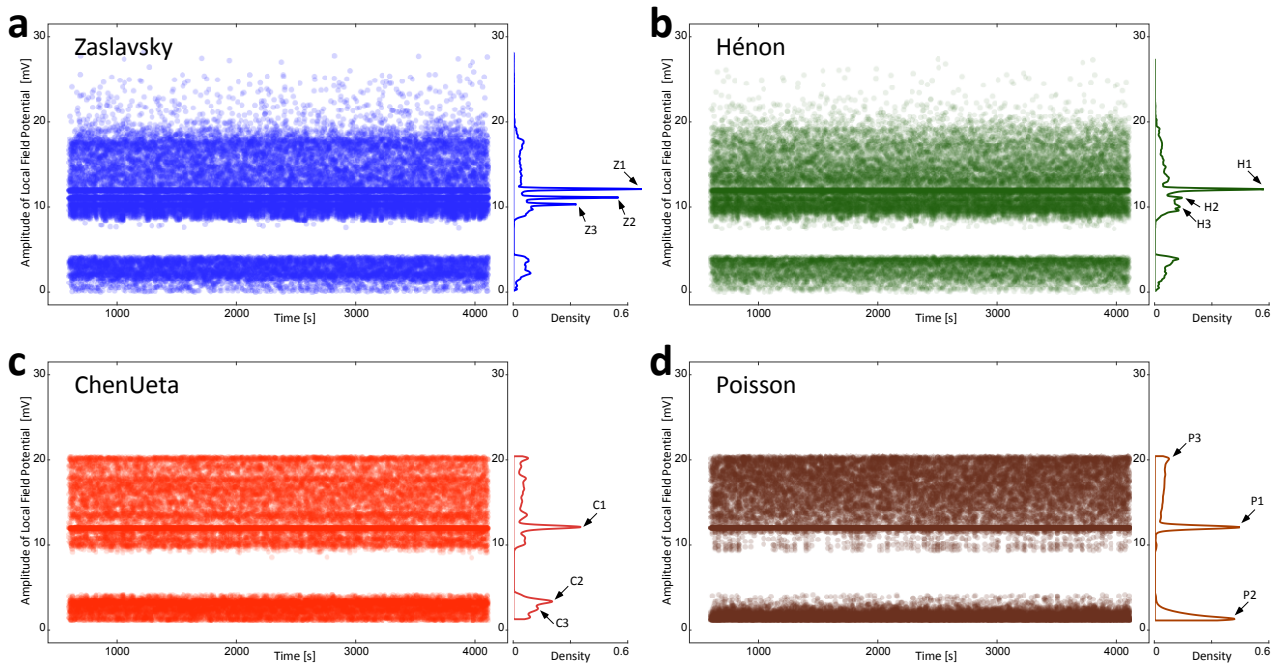 a
Zaslavsky
Amplitude of Local Field Potential [mV]
30
20
10
0
1000
2000
3000
4000
Time [s]
30
20
10
0
Z1
Z2
Z3
0
0.6
Density
b
Hénon
Amplitude of Local Field Potential [mV]
30
20
10
0
1000
2000
3000
4000
Time [s]
30
20
10
0
H1
H2
H3
0
0.6
Density
c
ChenUeta
Amplitude of Local Field Potential [mV]
30
20
10
0
1000
2000
3000
4000
Time [s]
30
20
10
0
C1
C2
C3
0
0.6
Density
d
Poisson
Amplitude of Local Field Potential [mV]
30
20
10
0
1000
2000
3000
4000
Time [s]
30
20
10
0
P3
P1
P2
0
0.6
Density